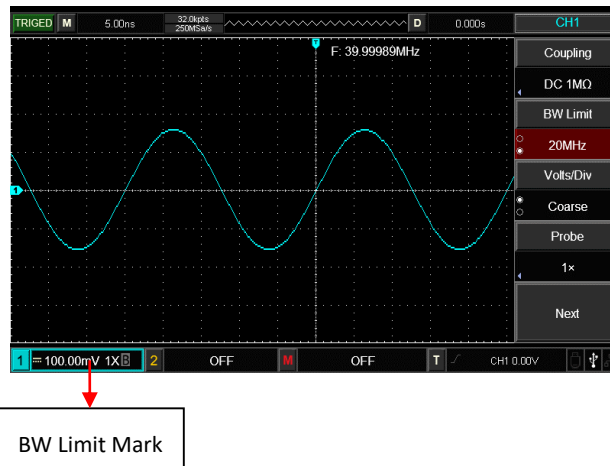 TRIGED M 5.00ns 32.0kpts D 0.000s CH1
250MSa/s
T
F: 39.99989MHz
Coupling
DC 1MΩ
BW Limit
20MHz
Volts/Div
1
Coarse
Probe
1×
Next
1 100.00mV 1X B 2 OFF M OFF T CH1 0.00V
BW Limit Mark